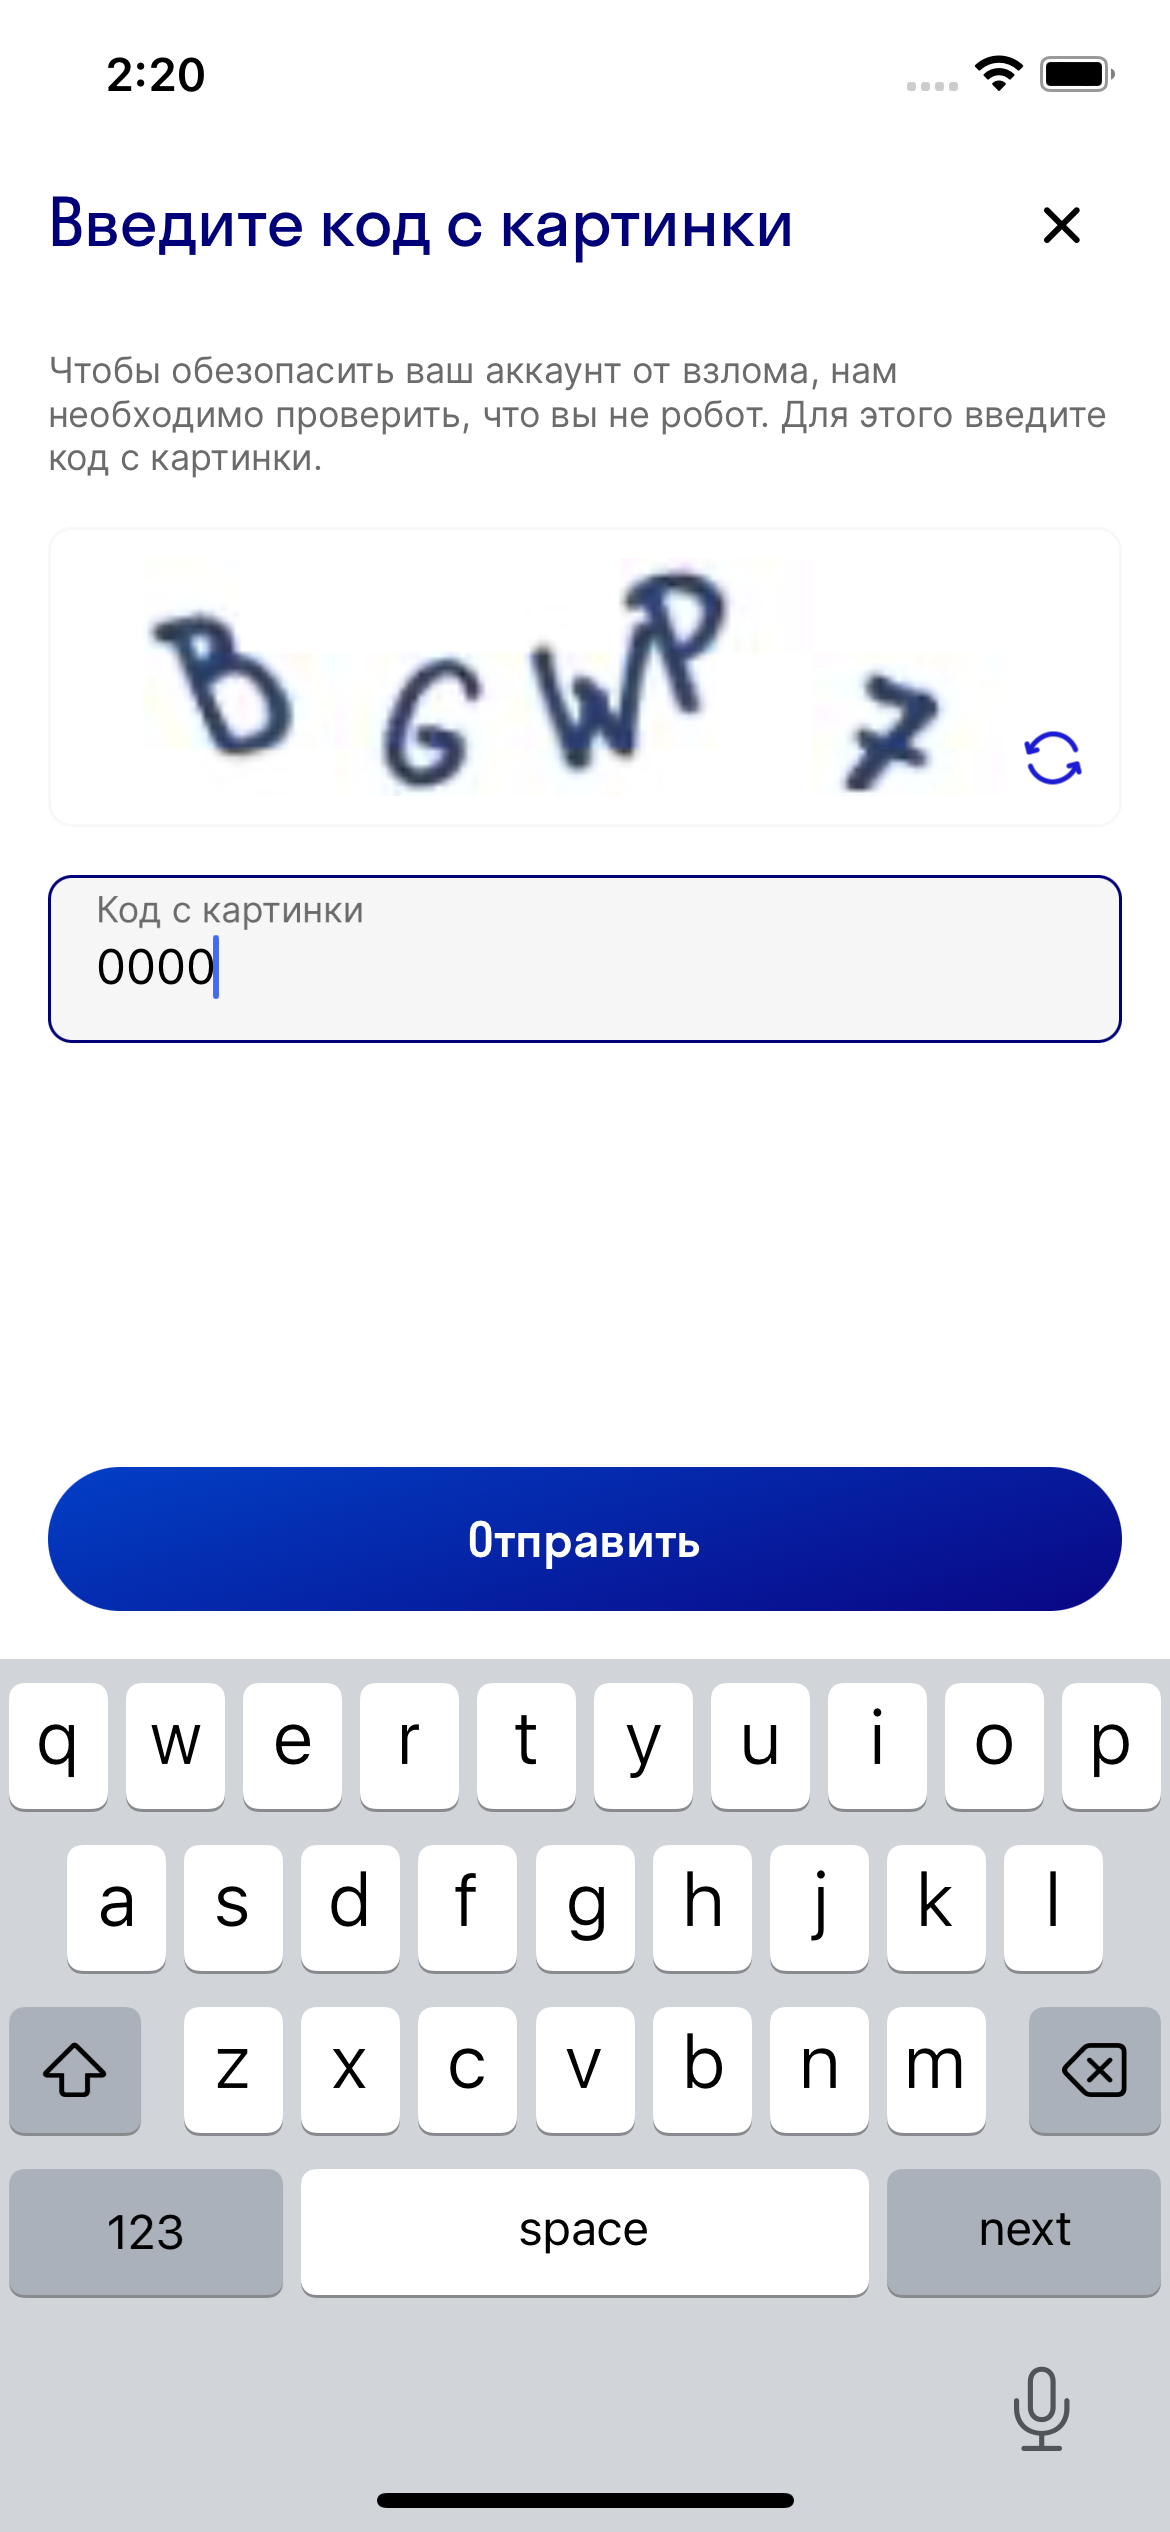 2:20
Введите код с картинки
Чтобы обезопасить ваш аккаунт от взлома, нам
необходимо проверить, что вы не робот. Для этого введите
код с картинки.
B G W P 7
Код с картинки
0000
Отправить
q w e r t y u i o p
a s d f g h j k l
z x c v b n m
123 space next